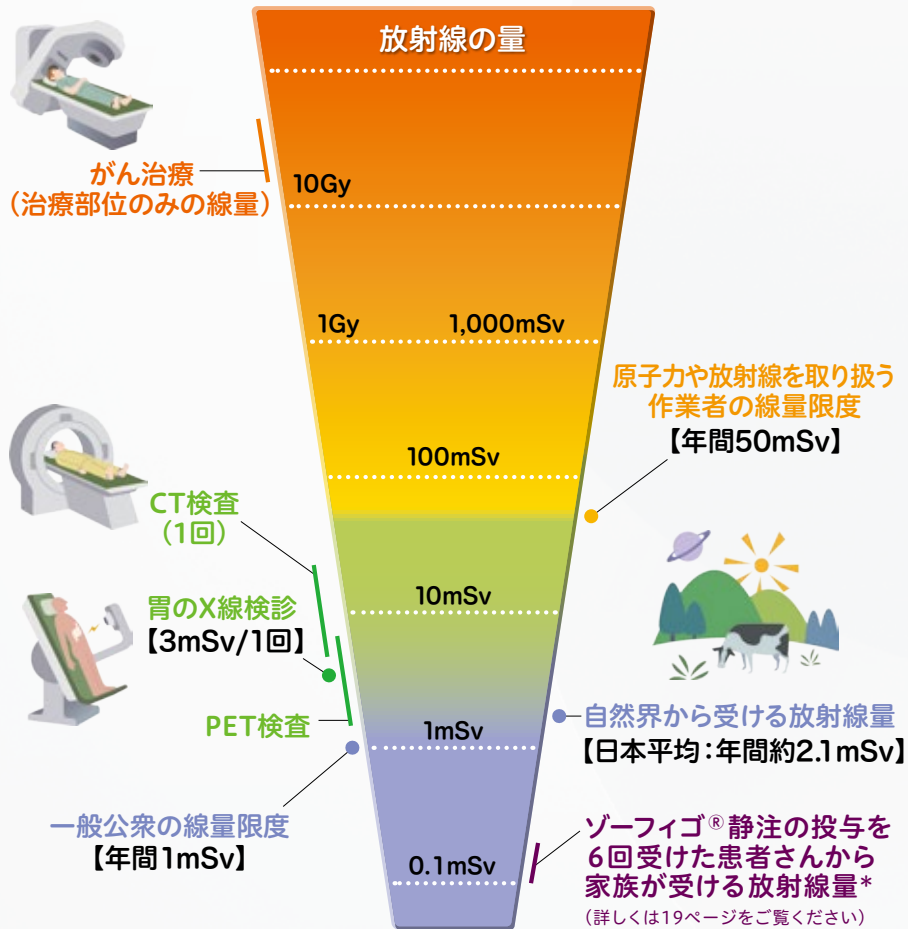 放射線の量
がん治療
（治療部位のみの線量）
10Gy
1Gy
1,000mSv
原子力や放射線を取り扱う
作業者の線量限度
【年間50mSv】
100mSv
CT検査
（1回）
10mSv
胃のX線検診
【3mSv/1回】
PET検査
自然界から受ける放射線量
【日本平均：年間約2.1mSv】
1mSv
一般公衆の線量限度
【年間1mSv】
ゾーフィゴ®静注の投与を
6回受けた患者さんから
家族が受ける放射線量*
（詳しくは19ページをご覧ください）
0.1mSv